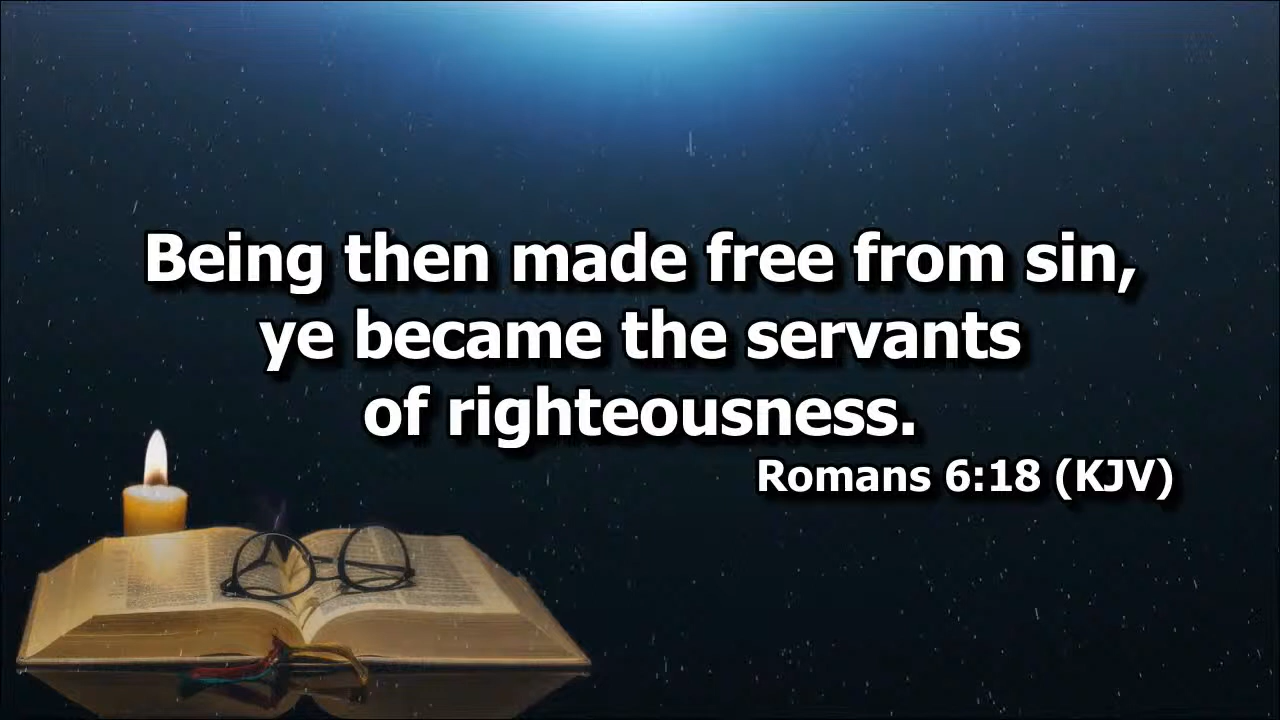 Being then made free from sin,
ye became the servants
of righteousness.
Romans 6:18 (KJV)